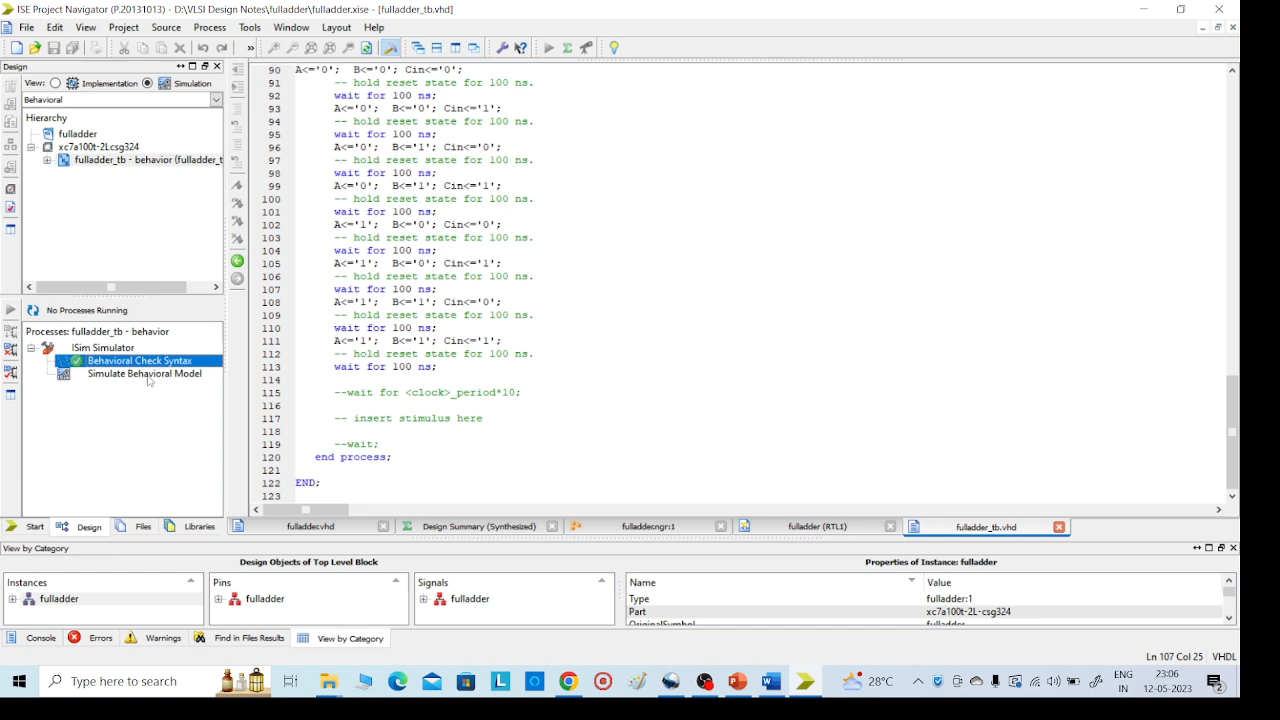 ISE Project Navigator (P.20131013) - D:\VLSI Design Notes\fulladder\fulladder.xise - [fulladder_tb.vhd]
File Edit View Project Source Process Tools Window Layout Help
Design
View: Implementation Simulation
Behavioral
Hierarchy
fulladder
xc7a100t-2Lcsg324
fulladder_tb - behavior (fulladder_t
No Processes Running
Processes: fulladder_tb - behavior
ISim Simulator
Behavioral Check Syntax
Simulate Behavioral Model
Start Design Files Libraries
90 A<='0'; B<='0'; Cin<='0';
91 -- hold reset state for 100 ns.
92 wait for 100 ns;
93 A<='0'; B<='0'; Cin<='1';
94 -- hold reset state for 100 ns.
95 wait for 100 ns;
96 A<='0'; B<='1'; Cin<='0';
97 -- hold reset state for 100 ns.
98 wait for 100 ns;
99 A<='0'; B<='1'; Cin<='1';
100 -- hold reset state for 100 ns.
101 wait for 100 ns;
102 A<='1'; B<='0'; Cin<='0';
103 -- hold reset state for 100 ns.
104 wait for 100 ns;
105 A<='1'; B<='0'; Cin<='1';
106 -- hold reset state for 100 ns.
107 wait for 100 ns;
108 A<='1'; B<='1'; Cin<='0';
109 -- hold reset state for 100 ns.
110 wait for 100 ns;
111 A<='1'; B<='1'; Cin<='1';
112 -- hold reset state for 100 ns.
113 wait for 100 ns;
114
115 --wait for <clock>_period*10;
116
117 -- insert stimulus here
118
119 --wait;
120 end process;
121
122 END;
123
fulladder.vhd Design Summary (Synthesized) fulladder.ngr:1 fulladder (RTL1) fulladder_tb.vhd
View by Category
Design Objects of Top Level Block Properties of Instance: fulladder
Instances Pins Signals Name Value
fulladder fulladder fulladder Type fulladder:1
Part xc7a100t-2L-csg324
OriginalSymbol fulladder
Console Errors Warnings Find in Files Results View by Category
Ln 107 Col 25 VHDL
Type here to search
28°C
ENG
IN
23:06
12-05-2023
2